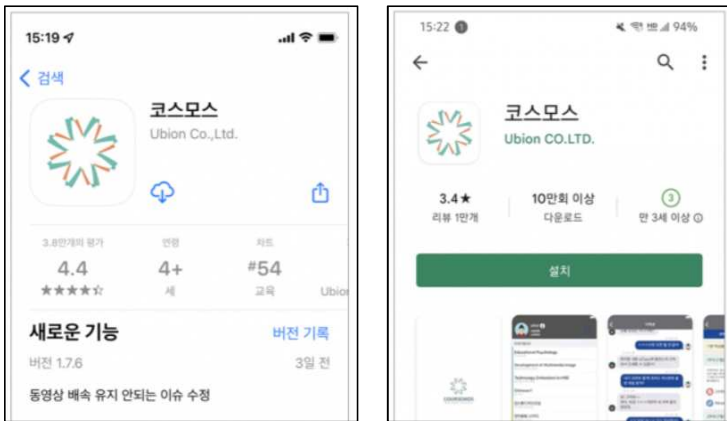 15:19
검색
코스모스
Ubion Co.,Ltd.
3.8만개의 평가
연령
차트
4.4
4+
#54
세
교육
Ubion
새로운 기능
버전 기록
버전 1.7.6
3일 전
동영상 배속 유지 안되는 이슈 수정
15:22 1
94%
코스모스
Ubion CO.LTD.
3.4★
10만회 이상
3
리뷰 1만개
다운로드
만 3세 이상
설치
Educational Psychology
COURSEMOS